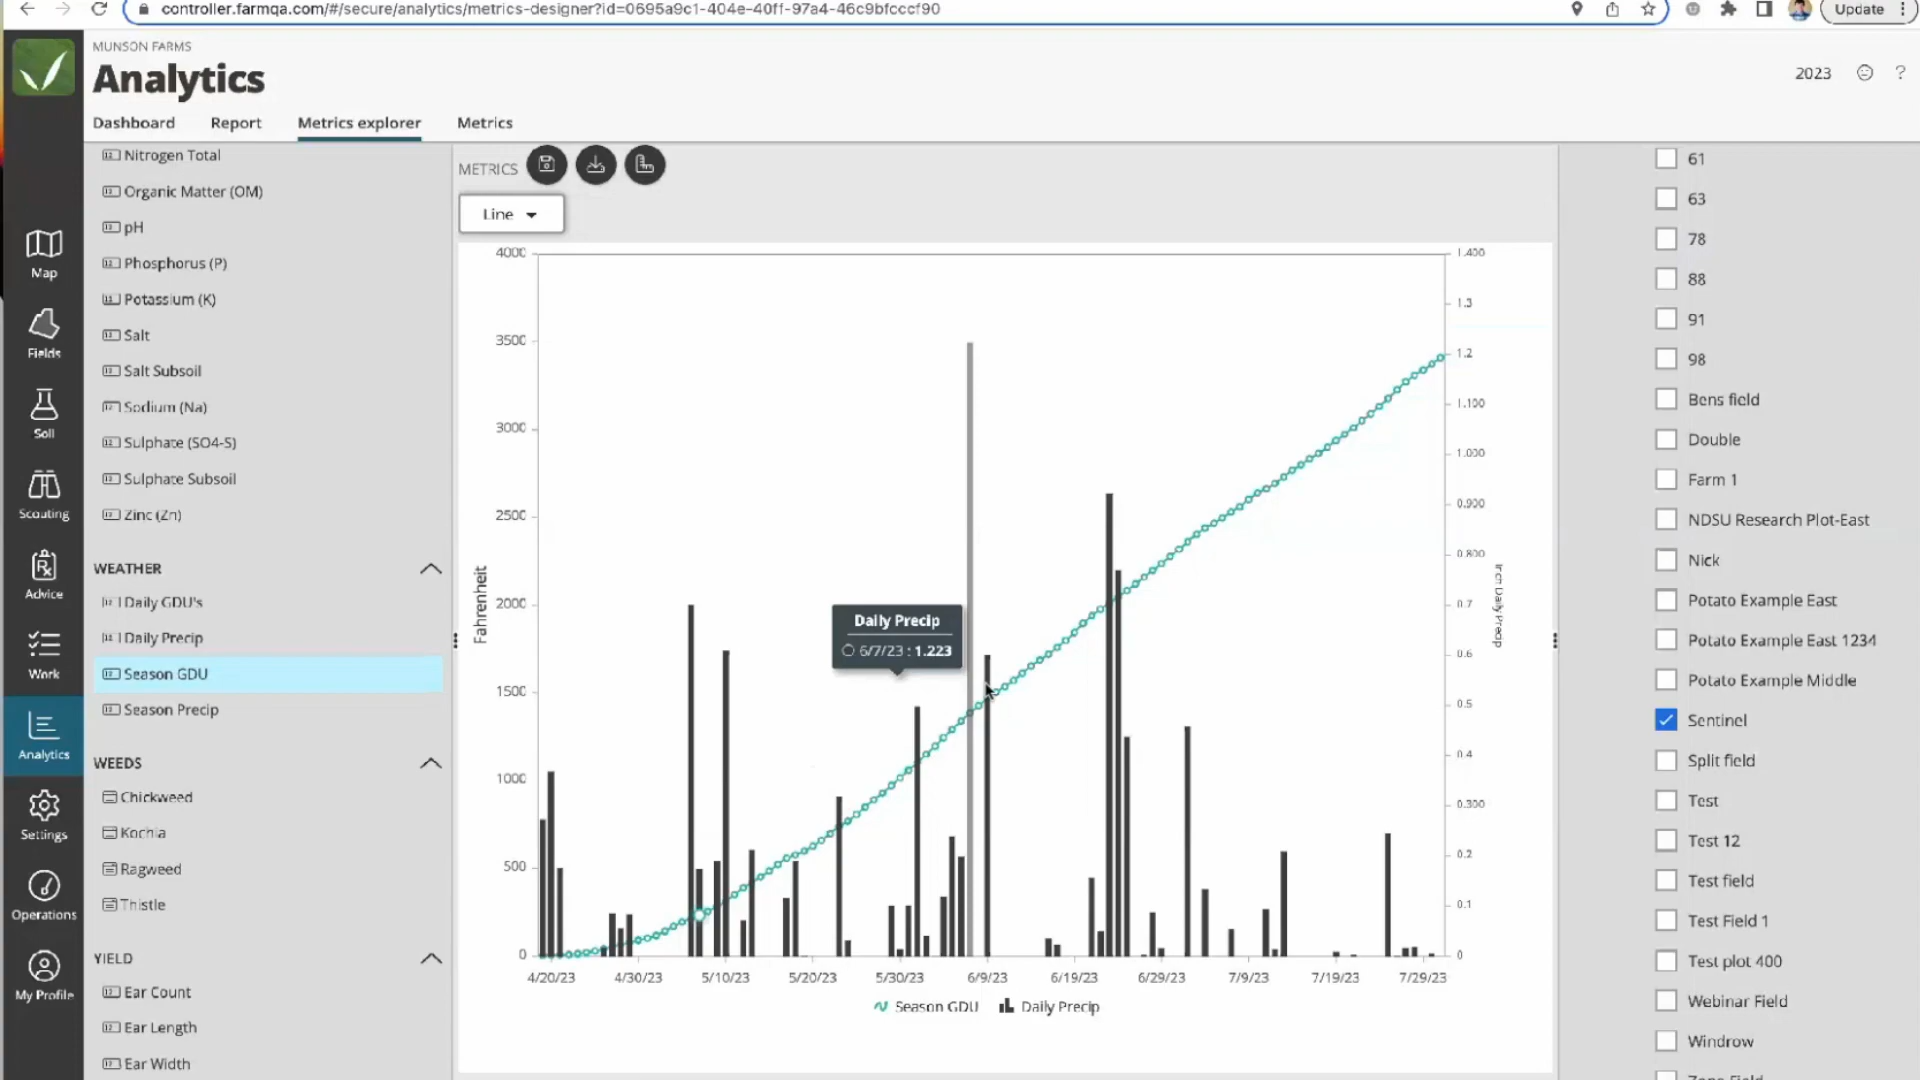 controller.farmqa.com/#/secure/analytics/metrics-designer?id=0695a9c1-404e-40ff-97a4-46c9bfcccf90
Update
MUNSON FARMS
Analytics
2023
?
Dashboard
Report
Metrics explorer
Metrics
Map
Fields
Soil
Scouting
Advice
Work
Analytics
Settings
Operations
My Profile
Nitrogen Total
Organic Matter (OM)
pH
Phosphorus (P)
Potassium (K)
Salt
Salt Subsoil
Sodium (Na)
Sulphate (SO4-S)
Sulphate Subsoil
Zinc (Zn)
WEATHER
Daily GDU's
Daily Precip
Season GDU
Season Precip
WEEDS
Chickweed
Kochia
Ragweed
Thistle
YIELD
Ear Count
Ear Length
Ear Width
METRICS
Line
4000
3500
3000
2500
2000
1500
1000
500
0
Fahrenheit
1.400
1.3
1.2
1.100
1.000
0.900
0.800
0.7
0.6
0.5
0.4
0.300
0.2
0.1
0
Inch Daily Precip
Daily Precip
6/7/23 : 1.223
4/20/23
4/30/23
5/10/23
5/20/23
5/30/23
6/9/23
6/19/23
6/29/23
7/9/23
7/19/23
7/29/23
Season GDU
Daily Precip
61
63
78
88
91
98
Bens field
Double
Farm 1
NDSU Research Plot-East
Nick
Potato Example East
Potato Example East 1234
Potato Example Middle
Sentinel
Split field
Test
Test 12
Test field
Test Field 1
Test plot 400
Webinar Field
Windrow